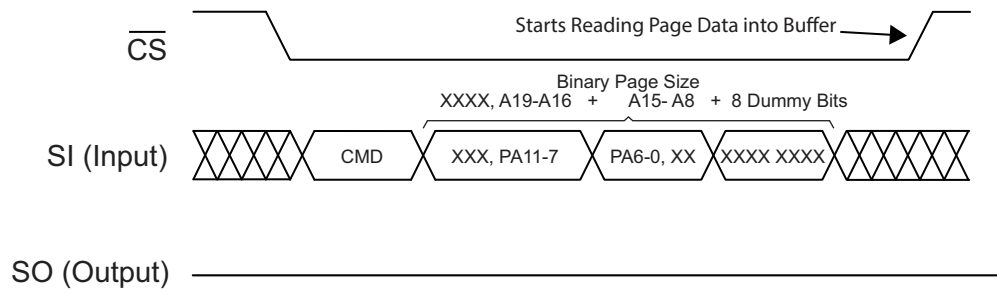 Starts Reading Page Data into Buffer
CS
Binary Page Size
XXXX, A19-A16 + A15- A8 + 8 Dummy Bits
SI (Input)
CMD
XXX, PA11-7
PA6-0, XX
XXXX XXXX
SO (Output)